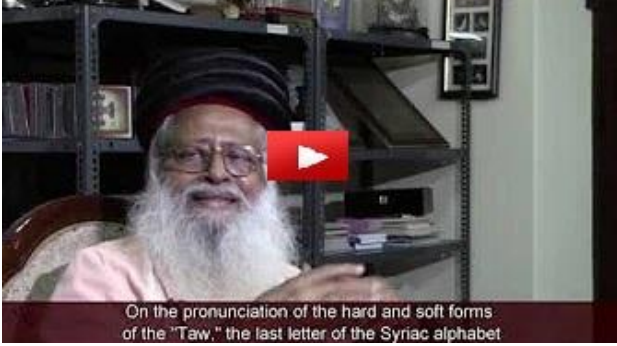 On the pronunciation of the hard and soft forms
of the "Taw," the last letter of the Syriac alphabet